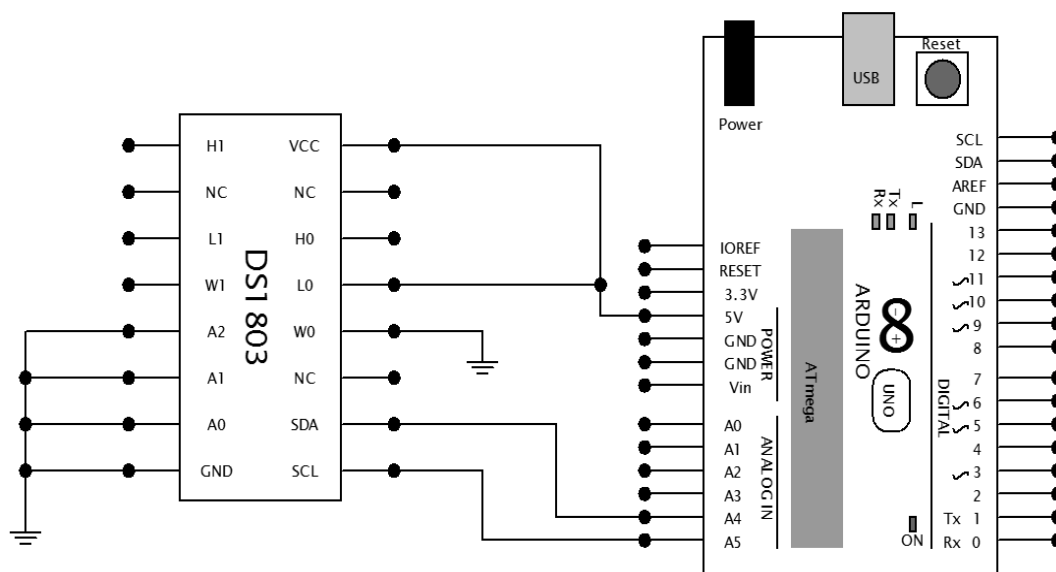 H1 VCC
NC NC
L1 H0
W1 L0
A2 W0
A1 NC
A0 SDA
GND SCL
DS1803
Power
USB
Reset
IOREF
RESET
3.3V
5V
GND
GND
Vin
POWER
A0
A1
A2
A3
A4
A5
ANALOG IN
ATmega
Rx
Tx
L
ARDUINO
- +
UNO
ON
DIGITAL
SCL
SDA
AREF
GND
13
12
11
10
9
8
7
6
5
4
3
2
Tx 1
Rx 0